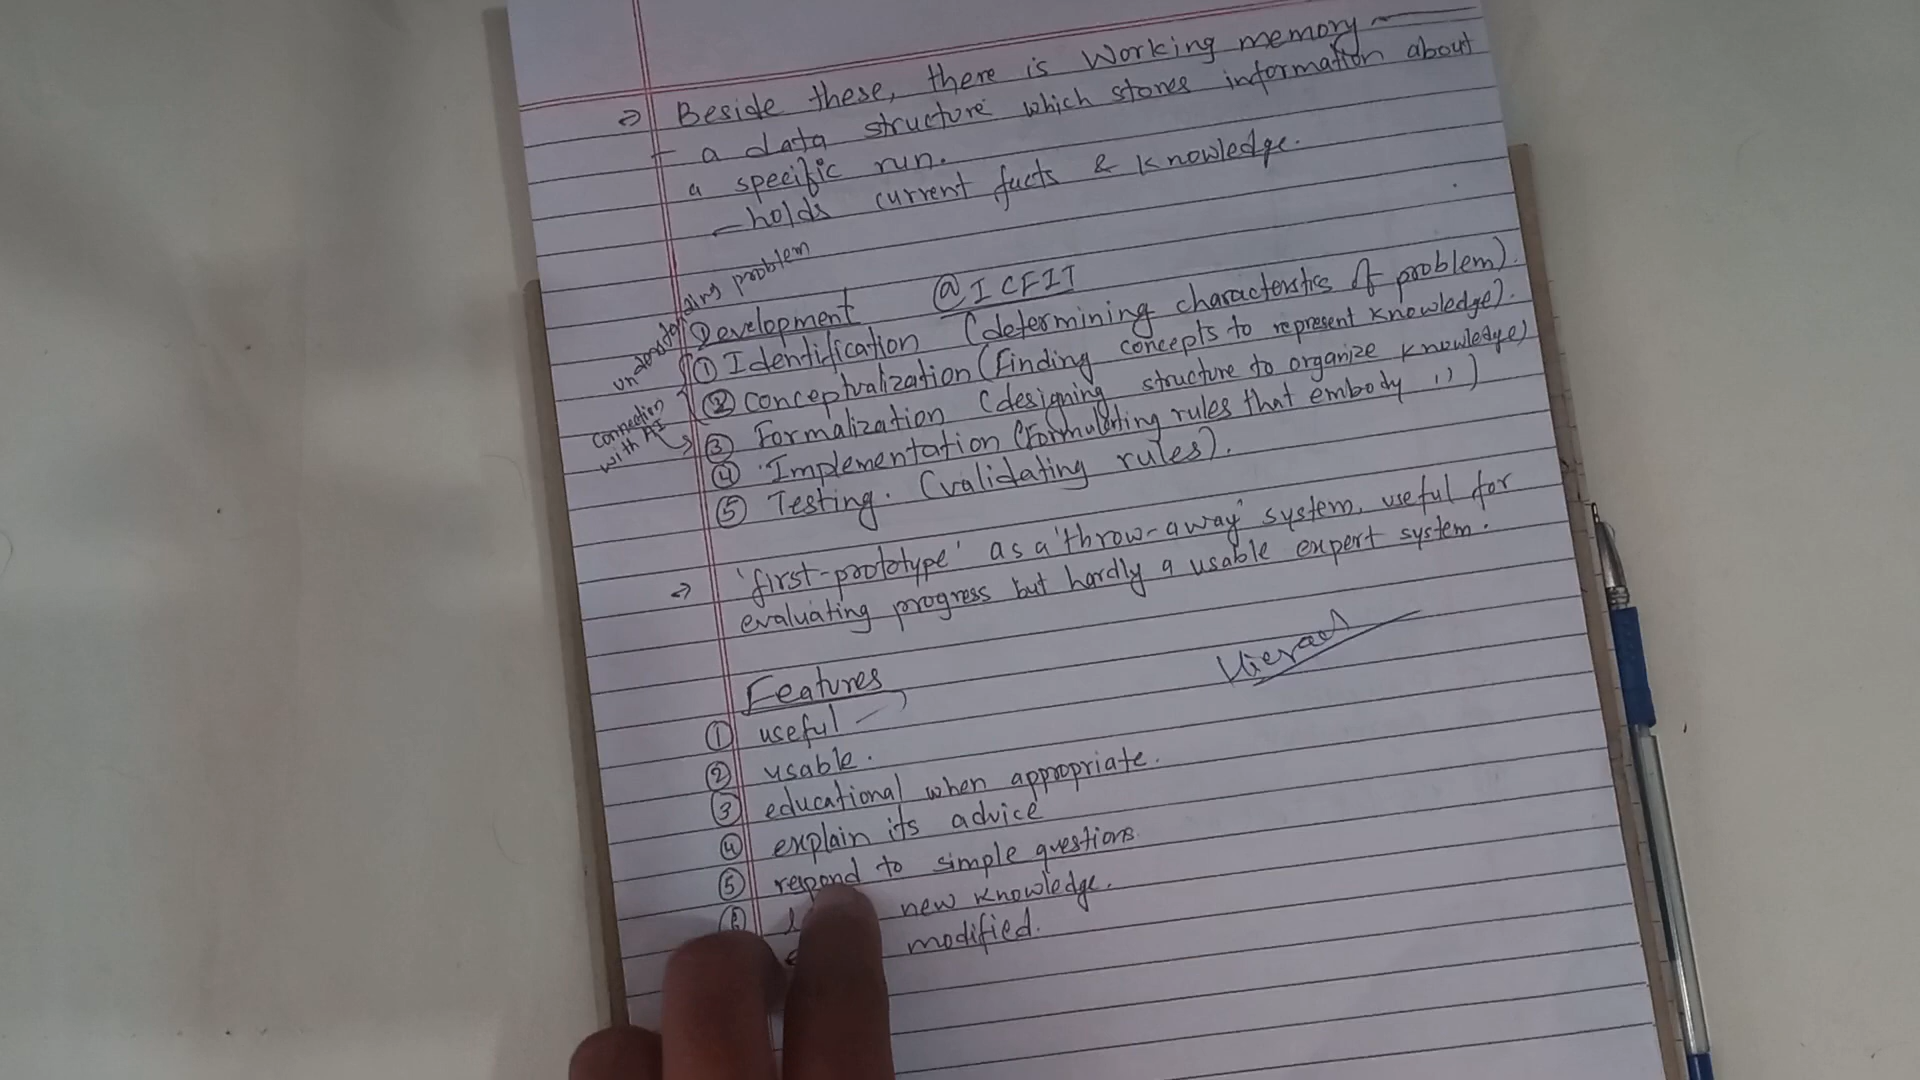 ⇒ Beside these, there is Working memory —
- a data structure which stores information about
a specific run.
- holds current facts & knowledge.
understanding problem
Development @ICFIT
① Identification (determining characteristics of problem).
② Conceptualization (Finding concepts to represent knowledge).
connection with AI
③ Formalization (designing structure to organize knowledge)
④ Implementation (Formulating rules that embody ,, )
⑤ Testing. (validating rules).
⇒ 'first-prototype' as a 'throw-away' system, useful for
evaluating progress but hardly a usable expert system.
Features
① useful
② usable.
③ educational when appropriate.
④ explain its advice
⑤ respond to simple questions
⑥ new knowledge.
modified.